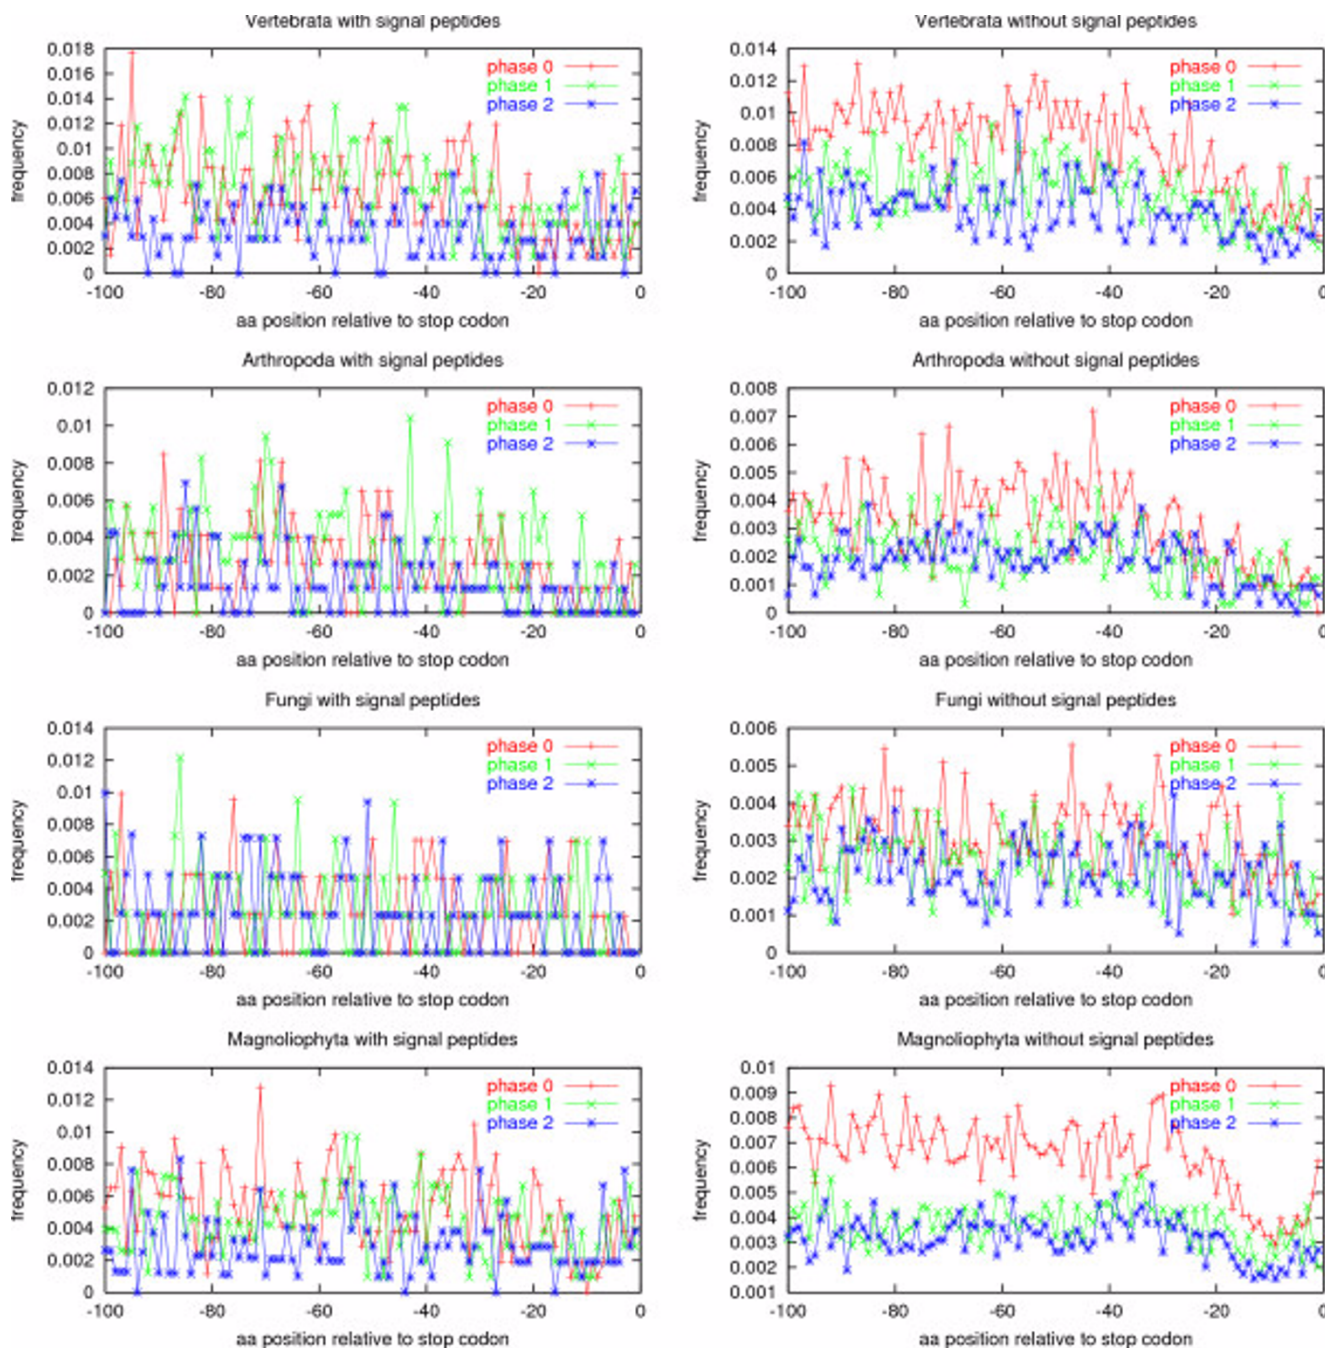 Vertebrata with signal peptides
0.018
0.016
0.014
0.012
0.01
0.008
0.006
0.004
0.002
0
-100 -80 -60 -40 -20 0
frequency
aa position relative to stop codon
phase 0
phase 1
phase 2
Vertebrata without signal peptides
0.014
0.012
0.01
0.008
0.006
0.004
0.002
0
-100 -80 -60 -40 -20 0
frequency
aa position relative to stop codon
phase 0
phase 1
phase 2
Arthropoda with signal peptides
0.012
0.01
0.008
0.006
0.004
0.002
0
-100 -80 -60 -40 -20 0
frequency
aa position relative to stop codon
phase 0
phase 1
phase 2
Arthropoda without signal peptides
0.008
0.007
0.006
0.005
0.004
0.003
0.002
0.001
0
-100 -80 -60 -40 -20 0
frequency
aa position relative to stop codon
phase 0
phase 1
phase 2
Fungi with signal peptides
0.014
0.012
0.01
0.008
0.006
0.004
0.002
0
-100 -80 -60 -40 -20 0
frequency
aa position relative to stop codon
phase 0
phase 1
phase 2
Fungi without signal peptides
0.006
0.005
0.004
0.003
0.002
0.001
0
-100 -80 -60 -40 -20 0
frequency
aa position relative to stop codon
phase 0
phase 1
phase 2
Magnoliophyta with signal peptides
0.014
0.012
0.01
0.008
0.006
0.004
0.002
0
-100 -80 -60 -40 -20 0
frequency
aa position relative to stop codon
phase 0
phase 1
phase 2
Magnoliophyta without signal peptides
0.01
0.009
0.008
0.007
0.006
0.005
0.004
0.003
0.002
0.001
-100 -80 -60 -40 -20 0
frequency
aa position relative to stop codon
phase 0
phase 1
phase 2